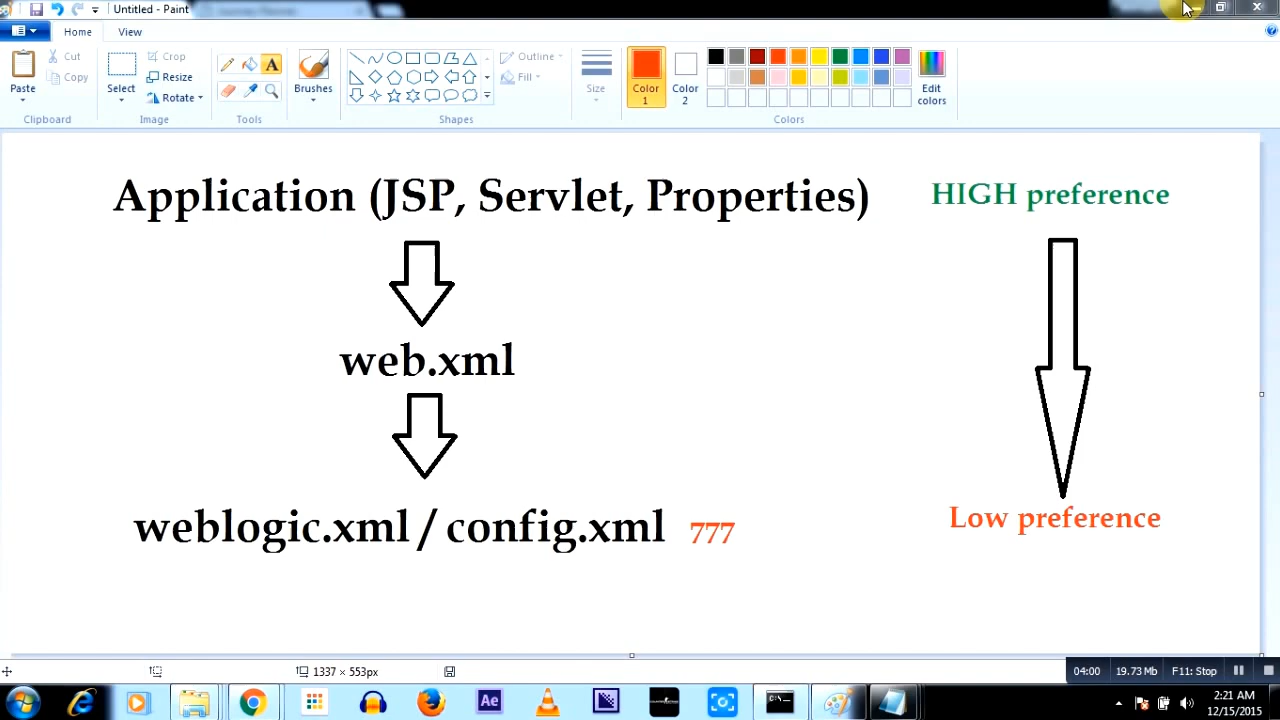 Untitled - Paint
Home
View
Paste
Cut
Copy
Clipboard
Select
Crop
Resize
Rotate
Image
A
Tools
Brushes
Outline
Fill
Shapes
Size
Color
1
Color
2
Edit
colors
Colors
Application (JSP, Servlet, Properties)
HIGH preference
web.xml
weblogic.xml / config.xml 777
Low preference
1337 × 553px
04:00
19.73 Mb
F11: Stop
Ae
C:\
2:21 AM
12/15/2015